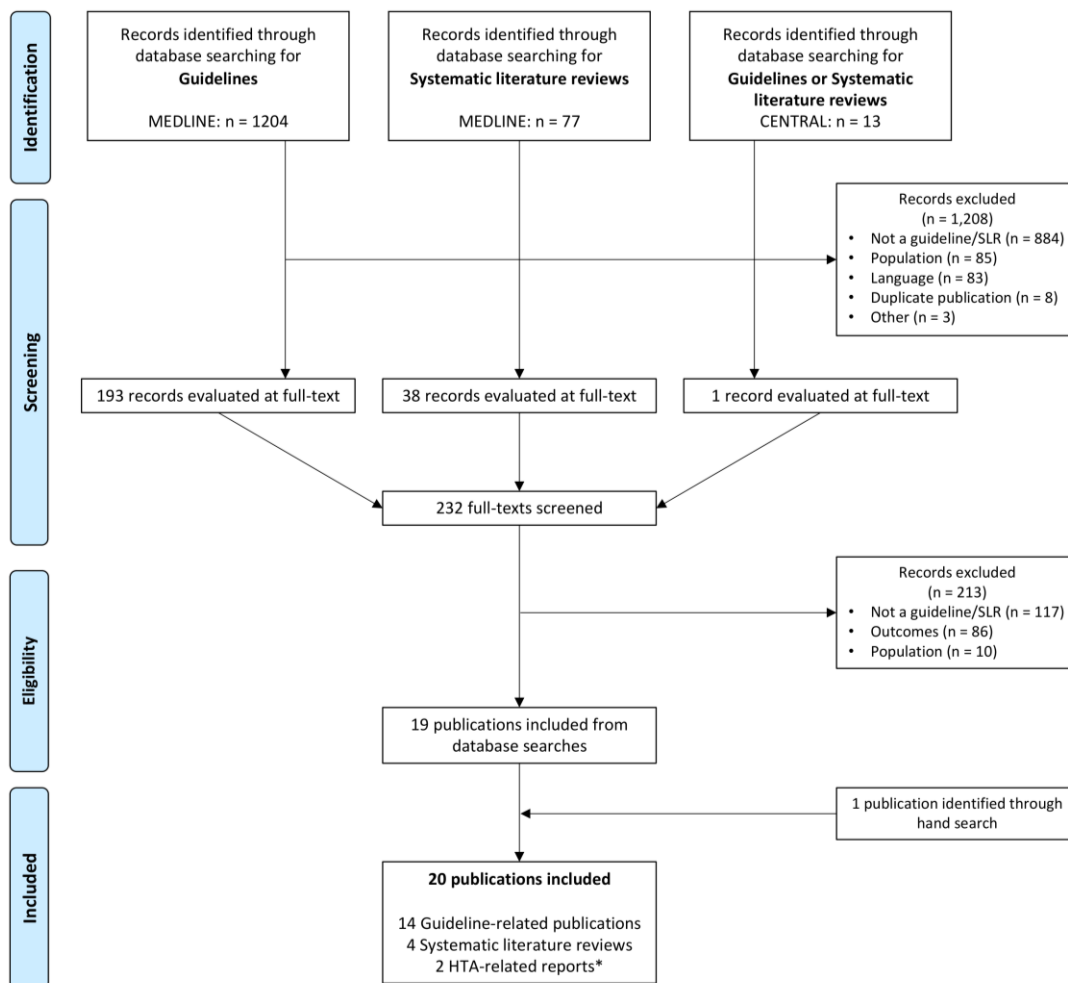 Identification
Records identified through
database searching for
Guidelines
MEDLINE: n = 1204
Records identified through
database searching for
Systematic literature reviews
MEDLINE: n = 77
Records identified through
database searching for
Guidelines or Systematic
literature reviews
CENTRAL: n = 13
Screening
Records excluded
(n = 1,208)
• Not a guideline/SLR (n = 884)
• Population (n = 85)
• Language (n = 83)
• Duplicate publication (n = 8)
• Other (n = 3)
193 records evaluated at full-text
38 records evaluated at full-text
1 record evaluated at full-text
232 full-texts screened
Eligibility
Records excluded
(n = 213)
• Not a guideline/SLR (n = 117)
• Outcomes (n = 86)
• Population (n = 10)
19 publications included from
database searches
Included
1 publication identified through
hand search
20 publications included
14 Guideline-related publications
4 Systematic literature reviews
2 HTA-related reports*